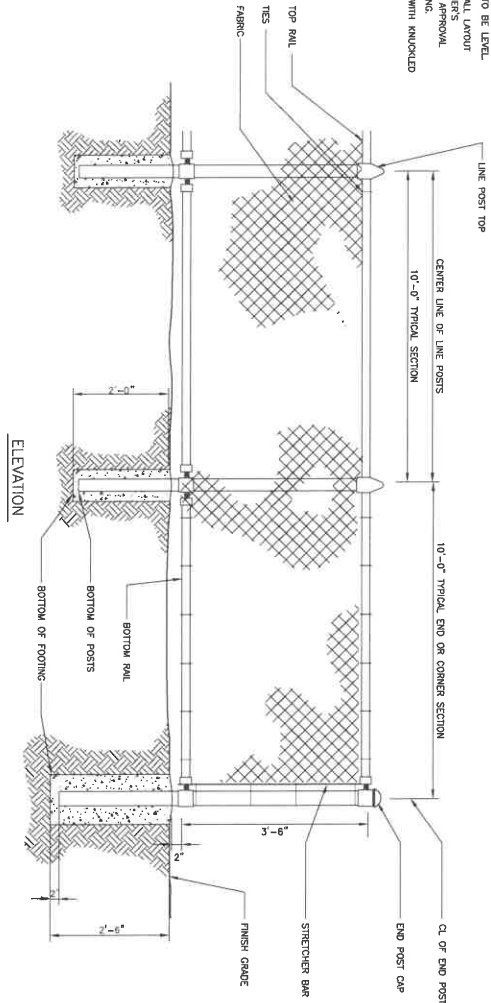 TO BE LEVEL
ALL LAYOUT
ER'S
APPROVAL
NG.
WITH KNUCKLED
LINE POST TOP
CENTER LINE OF LINE POSTS
10'-0" TYPICAL SECTION
10'-0" TYPICAL END OR CORNER SECTION
CL OF END POST
END POST CAP
TOP RAIL
TIES
FABRIC
STRETCHER BAR
3'-6"
2"
FINISH GRADE
BOTTOM RAIL
2'-0"
BOTTOM OF POSTS
BOTTOM OF FOOTING
2"
2'-6"
ELEVATION